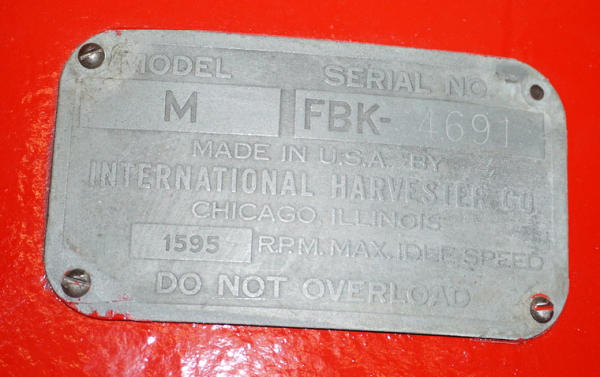 MODEL SERIAL NO.
M FBK- 4691
MADE IN U.S.A. BY
INTERNATIONAL HARVESTER CO.
CHICAGO, ILLINOIS
1595 R.P.M. MAX. IDLE SPEED
DO NOT OVERLOAD